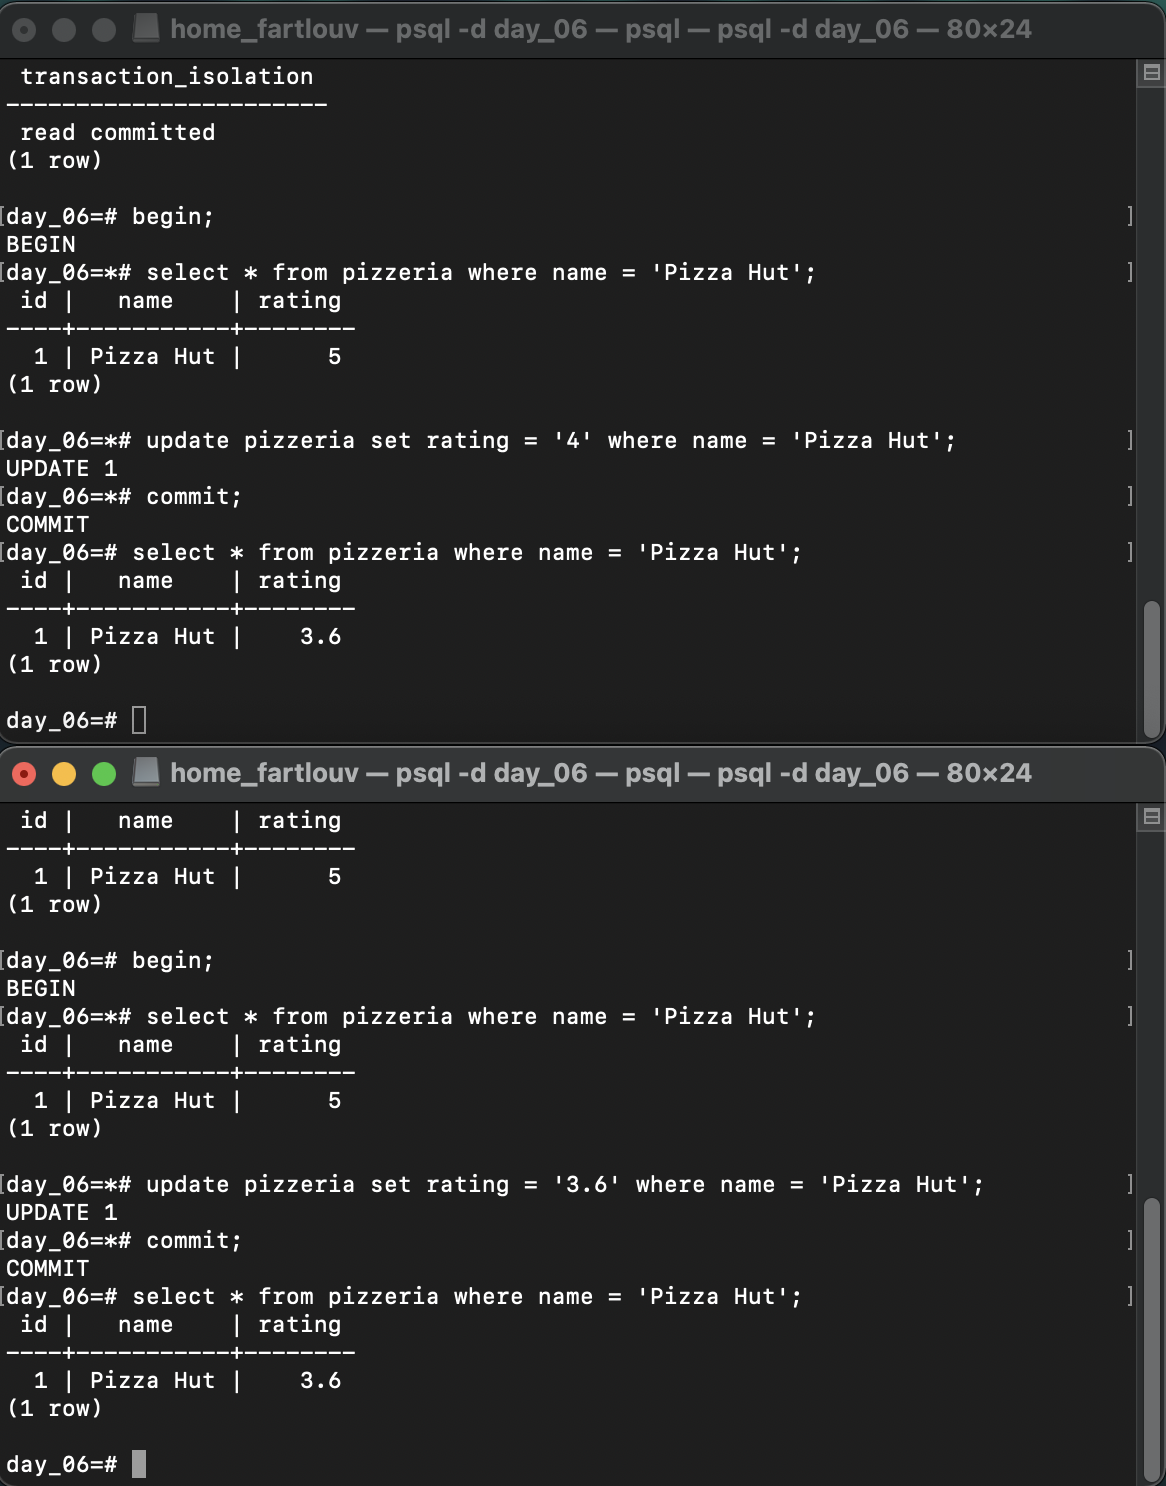 home_fartlouv — psql -d day_06 — psql — psql -d day_06 — 80×24
 transaction_isolation
-----------------------
 read committed
(1 row)

[day_06=# begin; ]
BEGIN
[day_06=*# select * from pizzeria where name = 'Pizza Hut'; ]
 id |   name    | rating
----+-----------+--------
  1 | Pizza Hut |      5
(1 row)

[day_06=*# update pizzeria set rating = '4' where name = 'Pizza Hut'; ]
UPDATE 1
[day_06=*# commit; ]
COMMIT
[day_06=# select * from pizzeria where name = 'Pizza Hut'; ]
 id |   name    | rating
----+-----------+--------
  1 | Pizza Hut |    3.6
(1 row)

day_06=#
home_fartlouv — psql -d day_06 — psql — psql -d day_06 — 80×24
 id |   name    | rating
----+-----------+--------
  1 | Pizza Hut |      5
(1 row)

[day_06=# begin; ]
BEGIN
[day_06=*# select * from pizzeria where name = 'Pizza Hut'; ]
 id |   name    | rating
----+-----------+--------
  1 | Pizza Hut |      5
(1 row)

[day_06=*# update pizzeria set rating = '3.6' where name = 'Pizza Hut'; ]
UPDATE 1
[day_06=*# commit; ]
COMMIT
[day_06=# select * from pizzeria where name = 'Pizza Hut'; ]
 id |   name    | rating
----+-----------+--------
  1 | Pizza Hut |    3.6
(1 row)

day_06=#